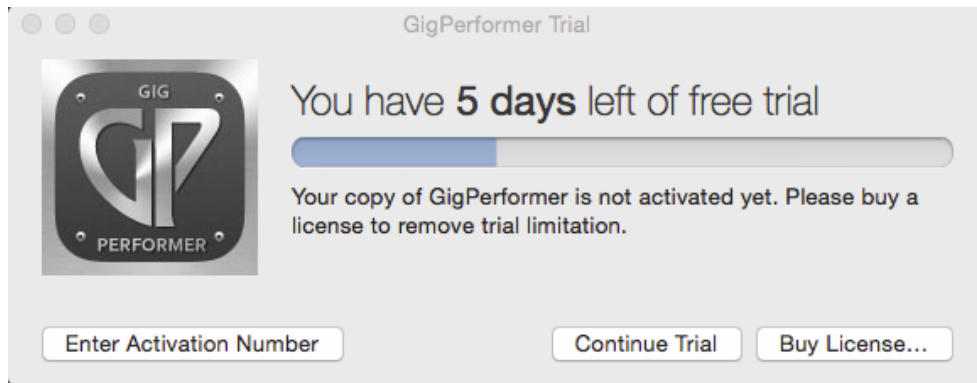 GigPerformer Trial
GIG
GP
PERFORMER
You have 5 days left of free trial
Your copy of GigPerformer is not activated yet. Please buy a
license to remove trial limitation.
Enter Activation Number
Continue Trial
Buy License...